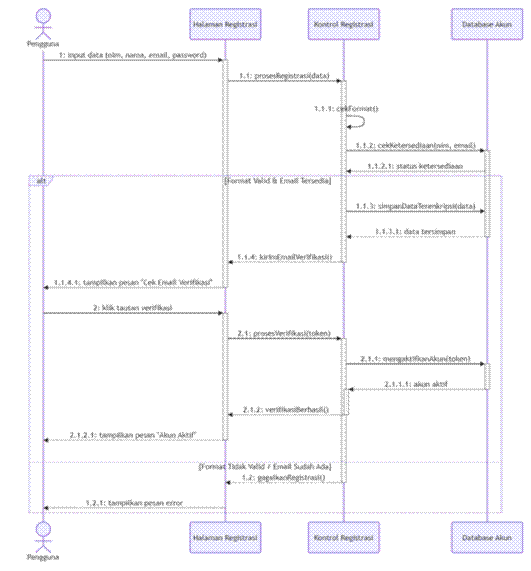 Halaman Registrasi
Kontrol Registrasi
Database Akun
Pengguna
1: input data (nim, nama, email, password)
1.1: prosesRegistrasi(data)
1.1.1: cekFormat()
1.1.2: cekKetersediaan(nim, email)
1.1.2.1: status ketersediaan
alt
[Format Valid & Email Tersedia]
1.1.3: simpanDataTerenkripsi(data)
1.1.3.1: data tersimpan
1.1.4: kirimEmailVerifikasi()
1.1.4.1: tampilkan pesan "Cek Email Verifikasi"
2: klik tautan verifikasi
2.1: prosesVerifikasi(token)
2.1.1: mengaktifkanAkun(token)
2.1.1.1: akun aktif
2.1.2: verifikasiBerhasil()
2.1.2.1: tampilkan pesan "Akun Aktif"
[Format Tidak Valid / Email Sudah Ada]
1.2: gagalkanRegistrasi()
1.2.1: tampilkan pesan error
Halaman Registrasi
Kontrol Registrasi
Database Akun
Pengguna